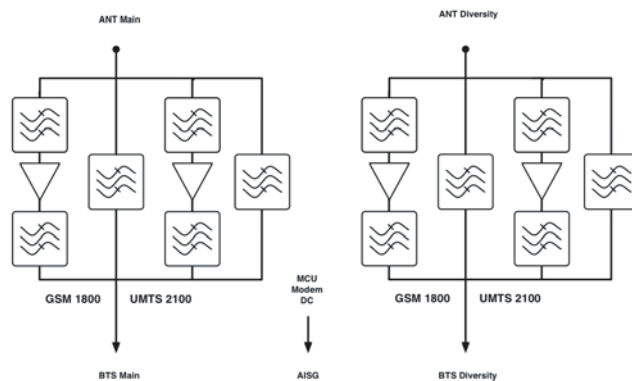 ANT Main
ANT Diversity
GSM 1800
UMTS 2100
MCU
Modem
DC
GSM 1800
UMTS 2100
BTS Main
AISG
BTS Diversity